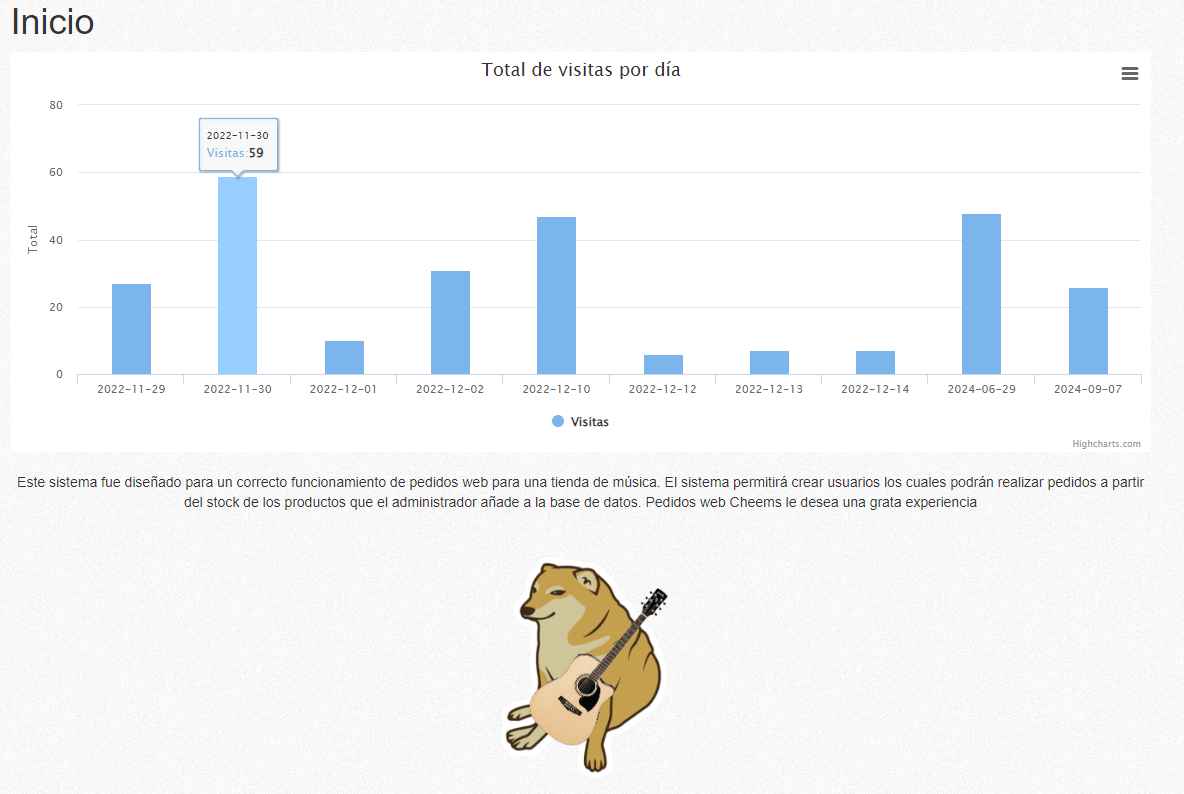 Inicio
Total de visitas por día
80
2022-11-30
Visitas:59
60
Total
40
20
0
2022-11-29 2022-11-30 2022-12-01 2022-12-02 2022-12-10 2022-12-12 2022-12-13 2022-12-14 2024-06-29 2024-09-07
Visitas
Highcharts.com
Este sistema fue diseñado para un correcto funcionamiento de pedidos web para una tienda de música. El sistema permitirá crear usuarios los cuales podrán realizar pedidos a partir
del stock de los productos que el administrador añade a la base de datos. Pedidos web Cheems le desea una grata experiencia